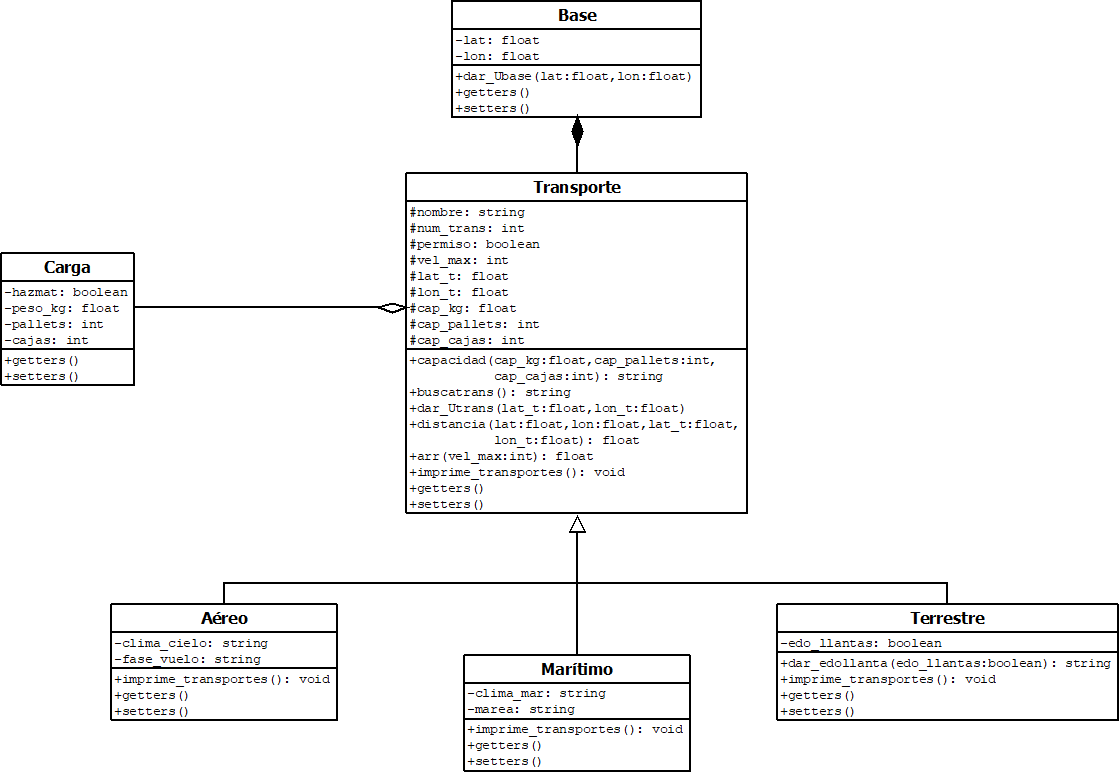 Base
-lat: float
-lon: float
+dar_Ubase(lat:float,lon:float)
+getters()
+setters()
Transporte
#nombre: string
#num_trans: int
#permiso: boolean
#vel_max: int
#lat_t: float
#lon_t: float
#cap_kg: float
#cap_pallets: int
#cap_cajas: int
+capacidad(cap_kg:float,cap_pallets:int,
cap_cajas:int): string
+buscatrans(): string
+dar_Utrans(lat_t:float,lon_t:float)
+distancia(lat:float,lon:float,lat_t:float,
lon_t:float): float
+arr(vel_max:int): float
+imprime_transportes(): void
+getters()
+setters()
Carga
-hazmat: boolean
-peso_kg: float
-pallets: int
-cajas: int
+getters()
+setters()
Aéreo
-clima_cielo: string
-fase_vuelo: string
+imprime_transportes(): void
+getters()
+setters()
Marítimo
-clima_mar: string
-marea: string
+imprime_transportes(): void
+getters()
+setters()
Terrestre
-edo_llantas: boolean
+dar_edollanta(edo_llantas:boolean): string
+imprime_transportes(): void
+getters()
+setters()